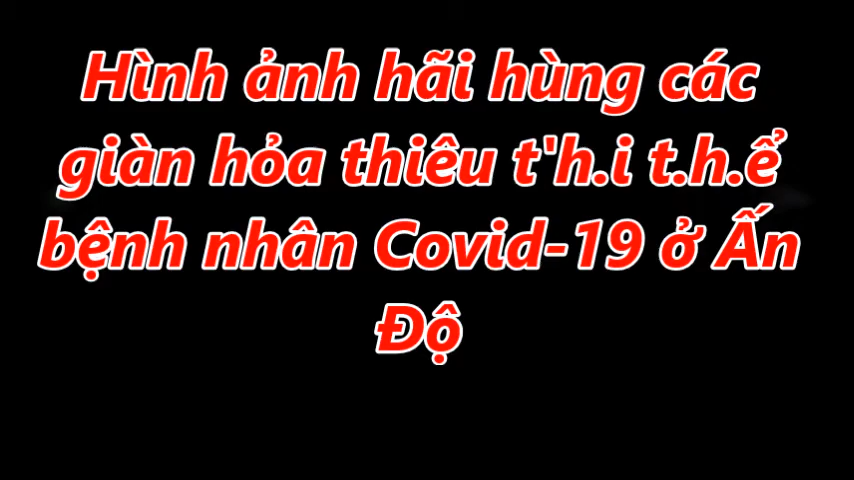 Hình ảnh hãi hùng các
giàn hỏa thiêu t'h.i t.h.ể
bệnh nhân Covid-19 ở Ấn
Độ